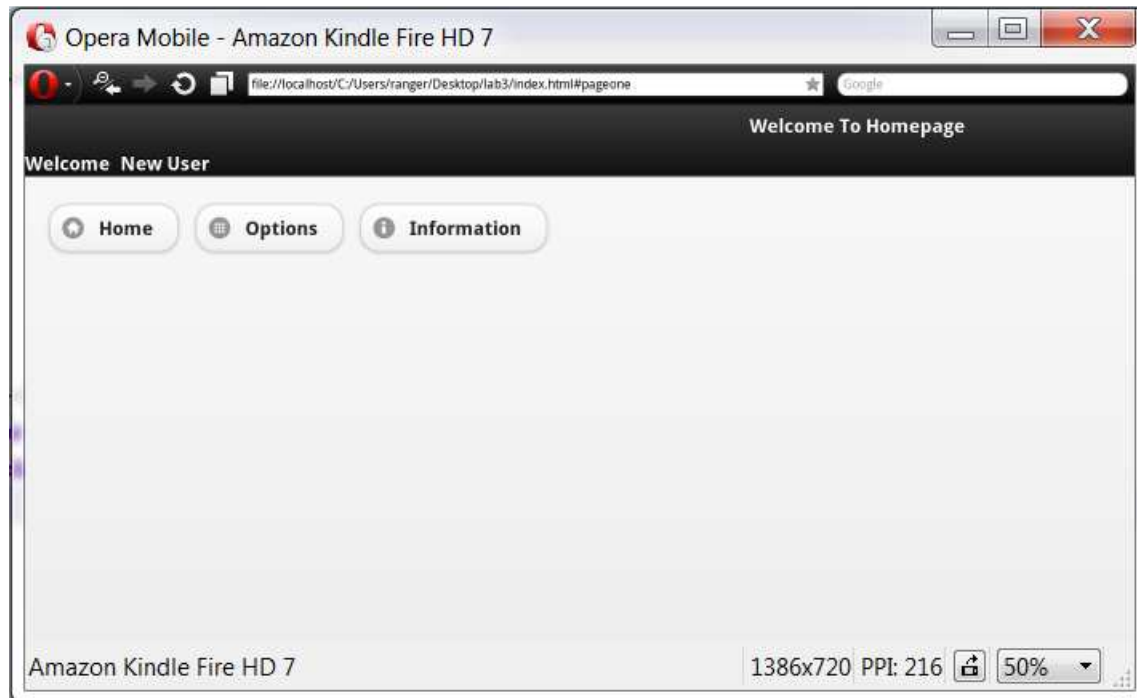 Opera Mobile - Amazon Kindle Fire HD 7
file://localhost/C:/Users/ranger/Desktop/lab3/index.html#pageone
Google
Welcome To Homepage
Welcome New User
Home
Options
Information
Amazon Kindle Fire HD 7
1386x720 PPI: 216
50%